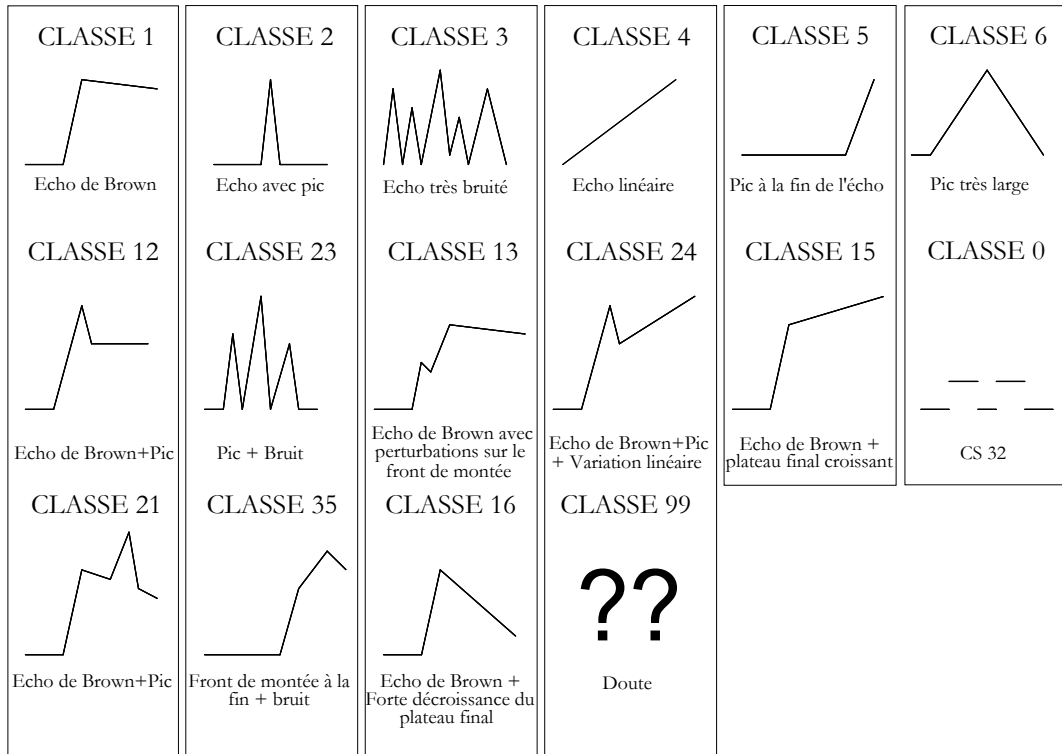 CLASSE 1
Echo de Brown
CLASSE 2
Echo avec pic
CLASSE 3
Echo très bruité
CLASSE 4
Echo linéaire
CLASSE 5
Pic à la fin de l'écho
CLASSE 6
Pic très large
CLASSE 12
Echo de Brown+Pic
CLASSE 23
Pic + Bruit
CLASSE 13
Echo de Brown avec
perturbations sur le
front de montée
CLASSE 24
Echo de Brown+Pic
+ Variation linéaire
CLASSE 15
Echo de Brown +
plateau final croissant
CLASSE 0
CS 32
CLASSE 21
Echo de Brown+Pic
CLASSE 35
Front de montée à la
fin + bruit
CLASSE 16
Echo de Brown +
Forte décroissance du
plateau final
CLASSE 99
??
Doute